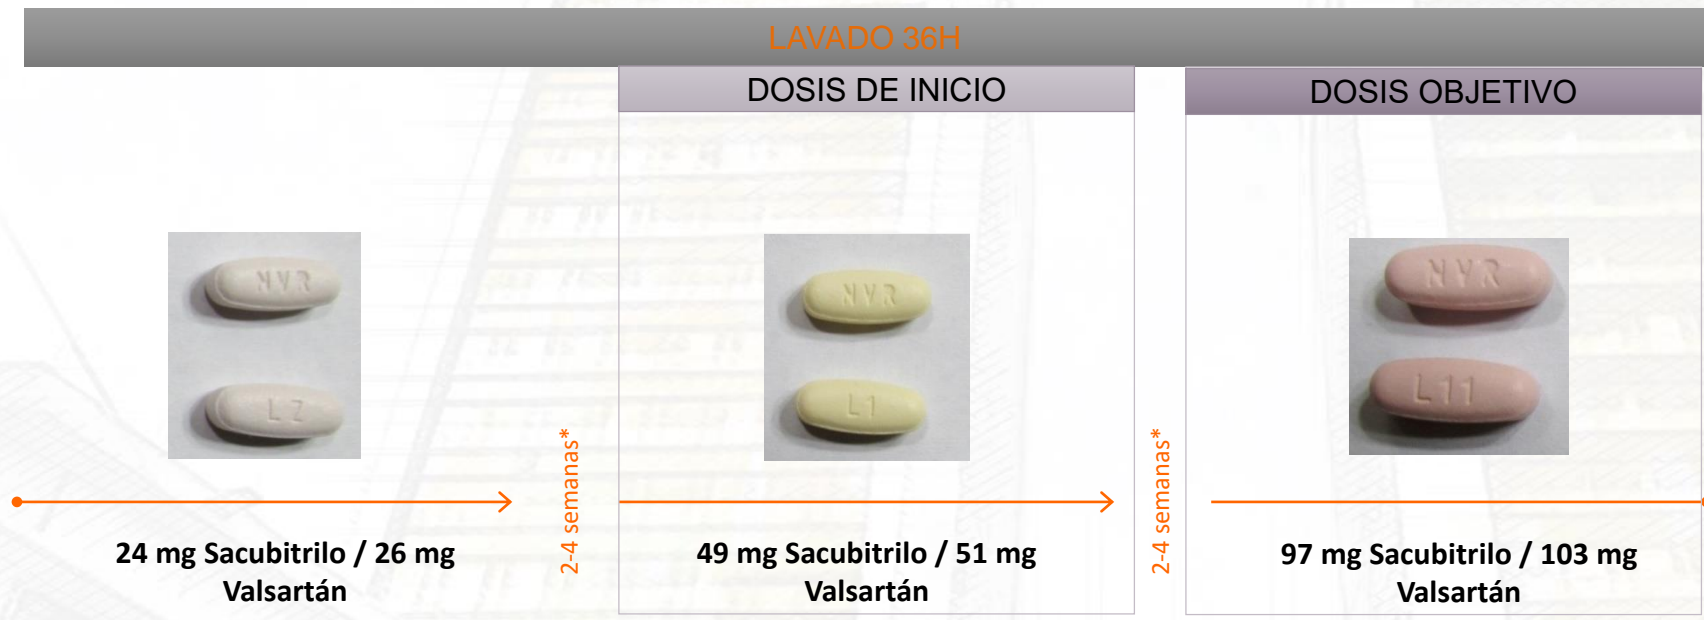 LAVADO 36H
DOSIS DE INICIO
DOSIS OBJETIVO
NVR
L Z
NVR
L1
NVR
L11
2-4 semanas*
2-4 semanas*
24 mg Sacubitrilo / 26 mg
Valsartán
49 mg Sacubitrilo / 51 mg
Valsartán
97 mg Sacubitrilo / 103 mg
Valsartán